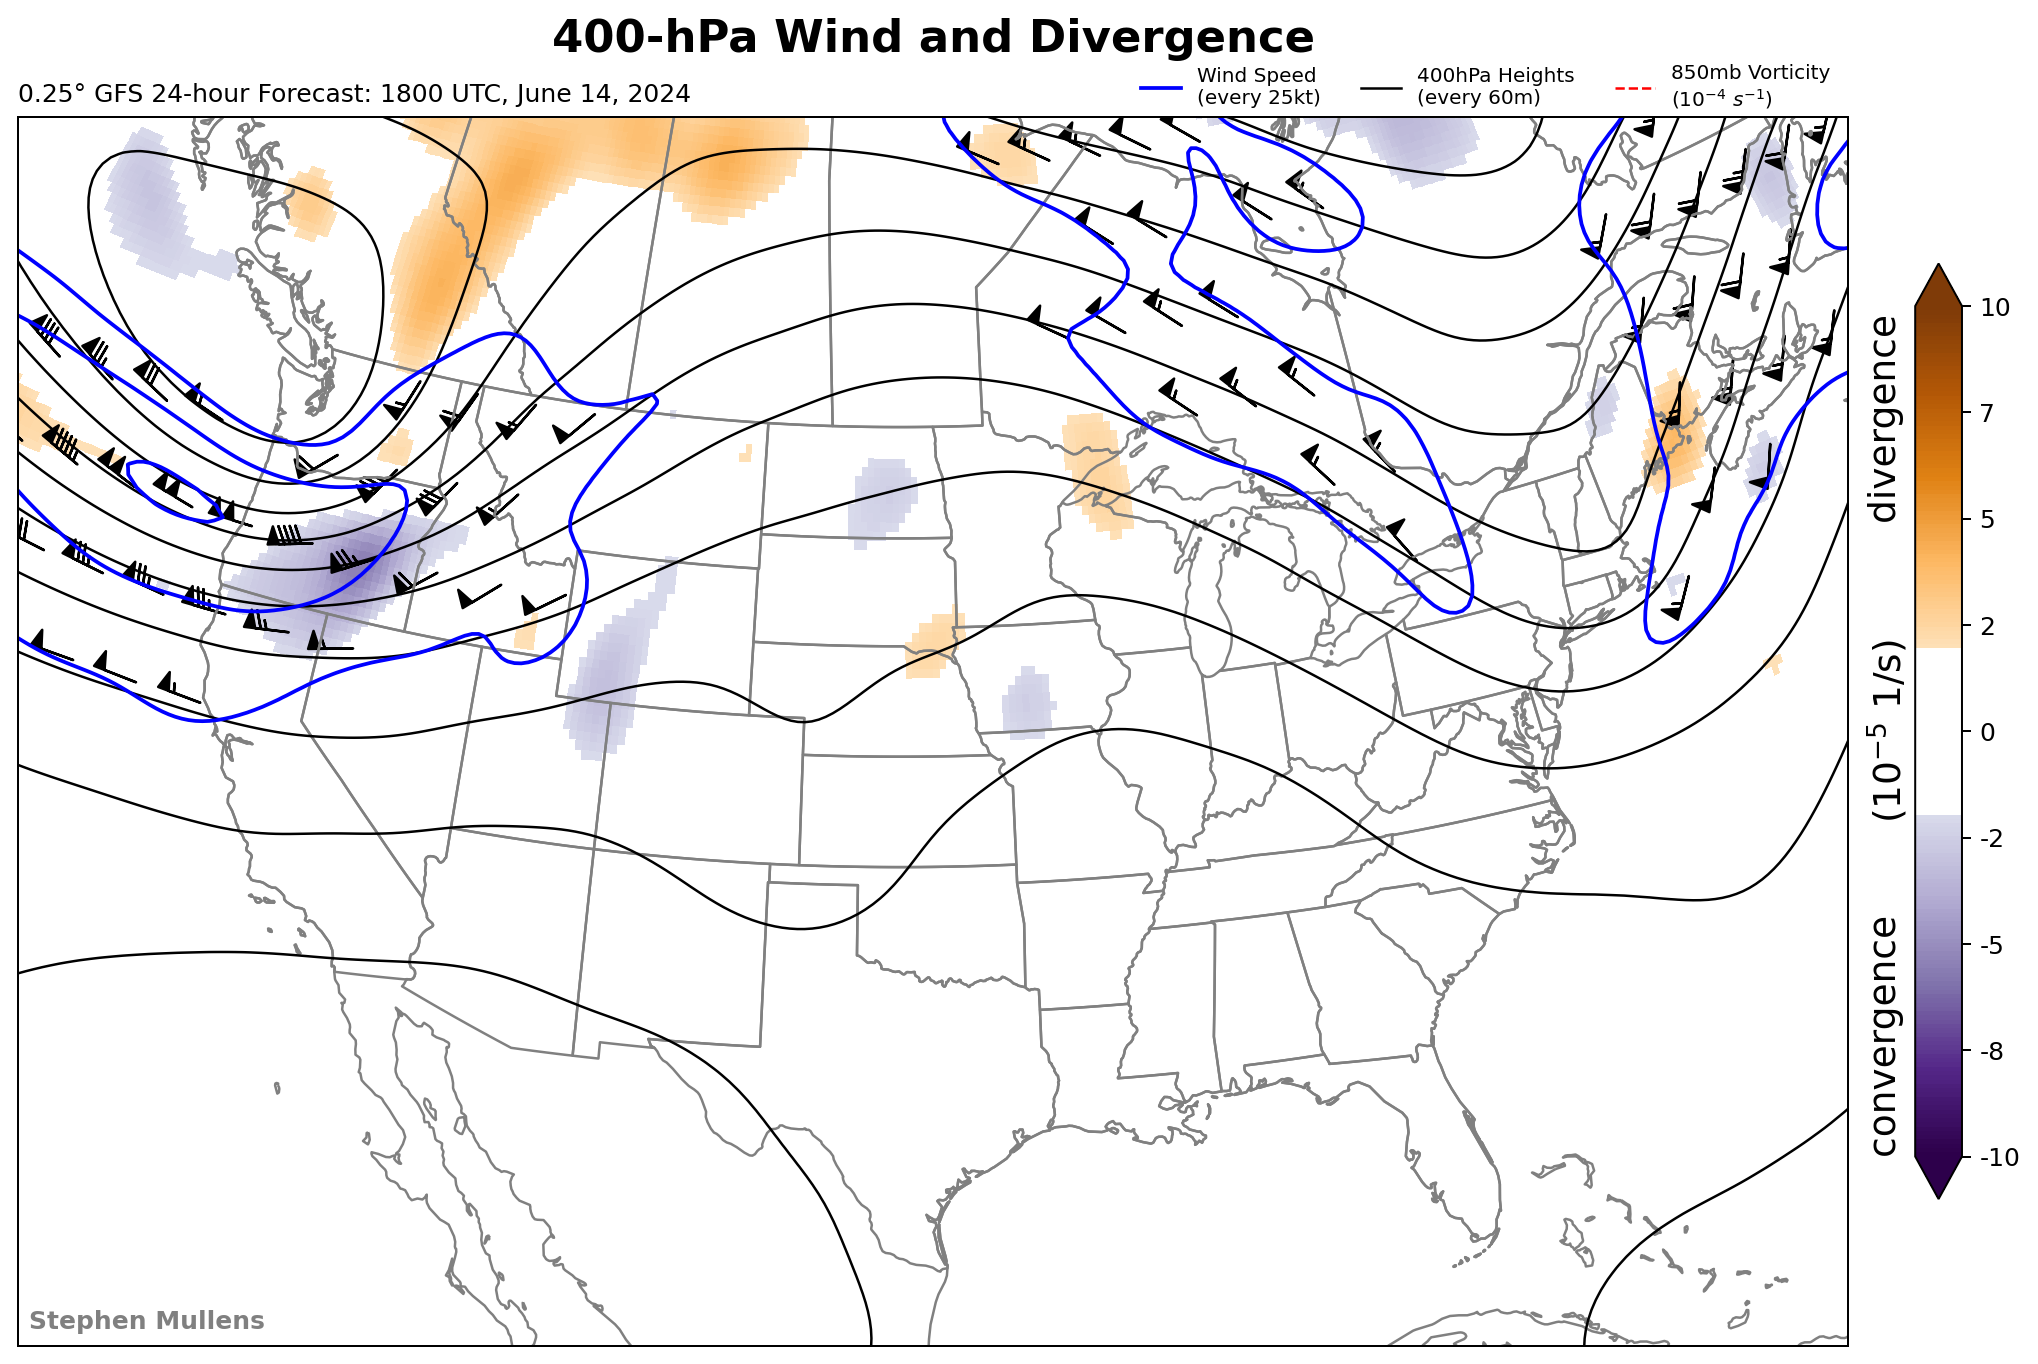 400-hPa Wind and Divergence
0.25° GFS 24-hour Forecast: 1800 UTC, June 14, 2024
Wind Speed
(every 25kt)
400hPa Heights
(every 60m)
850mb Vorticity
(10⁻⁴ s⁻¹)
10
7
5
2
0
-2
-5
-8
-10
convergence (10⁻⁵ 1/s) divergence
Stephen Mullens